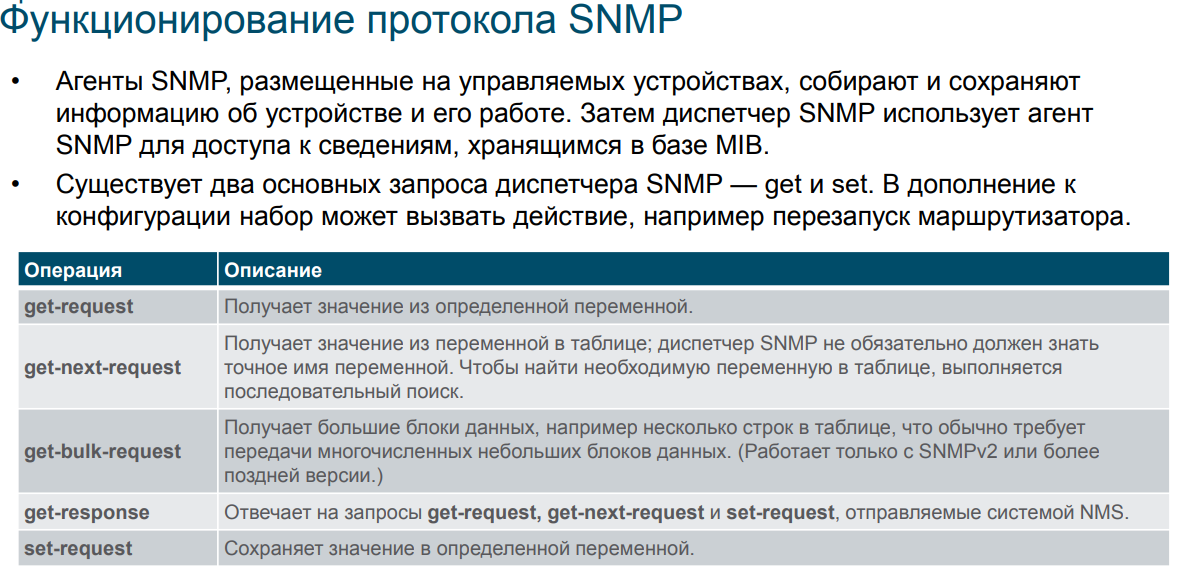 Функционирование протокола SNMP
• Агенты SNMP, размещенные на управляемых устройствах, собирают и сохраняют
информацию об устройстве и его работе. Затем диспетчер SNMP использует агент
SNMP для доступа к сведениям, хранящимся в базе MIB.
• Существует два основных запроса диспетчера SNMP — get и set. В дополнение к
конфигурации набор может вызвать действие, например перезапуск маршрутизатора.
Операция Описание
get-request Получает значение из определенной переменной.
get-next-request Получает значение из переменной в таблице; диспетчер SNMP не обязательно должен знать
точное имя переменной. Чтобы найти необходимую переменную в таблице, выполняется
последовательный поиск.
get-bulk-request Получает большие блоки данных, например несколько строк в таблице, что обычно требует
передачи многочисленных небольших блоков данных. (Работает только с SNMPv2 или более
поздней версии.)
get-response Отвечает на запросы get-request, get-next-request и set-request, отправляемые системой NMS.
set-request Сохраняет значение в определенной переменной.